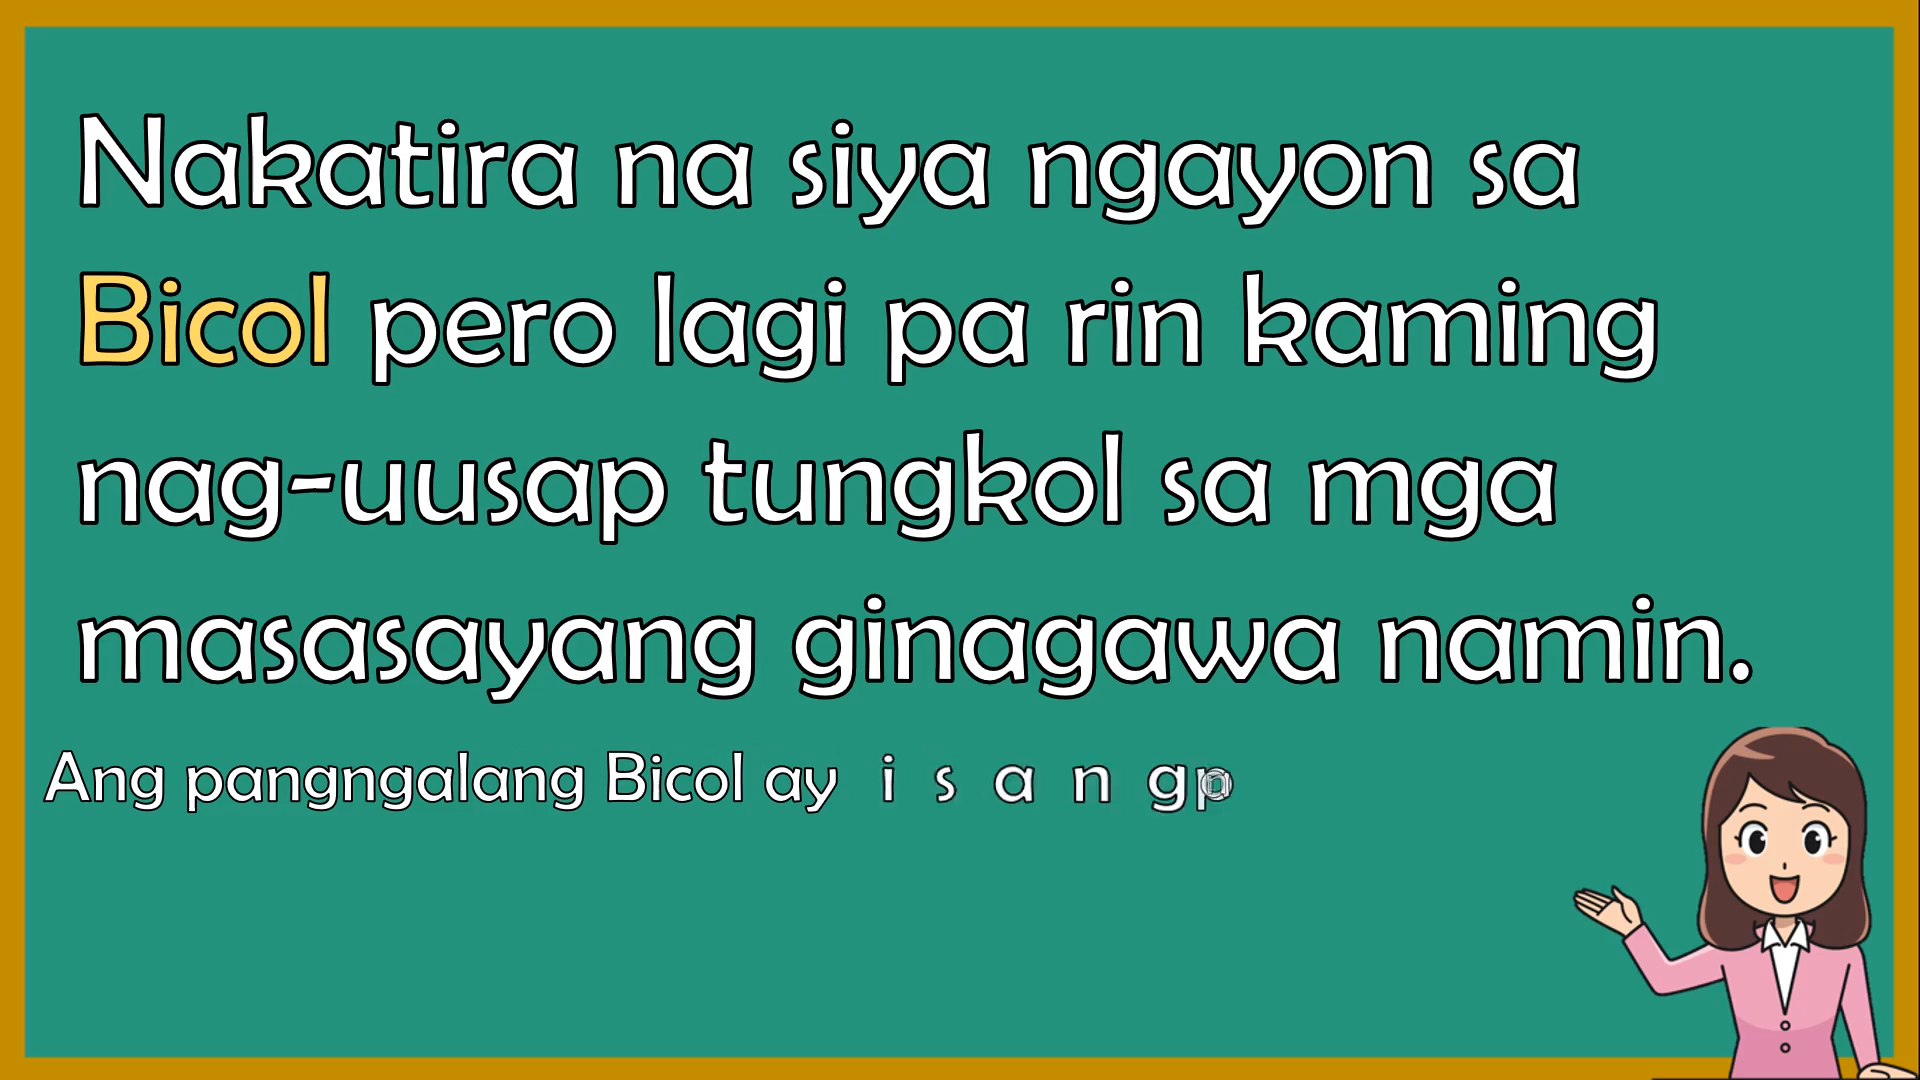 Nakatira na siya ngayon sa
Bicol pero lagi pa rin kaming
nag-uusap tungkol sa mga
masasayang ginagawa namin.
Ang pangngalang Bicol ay isang